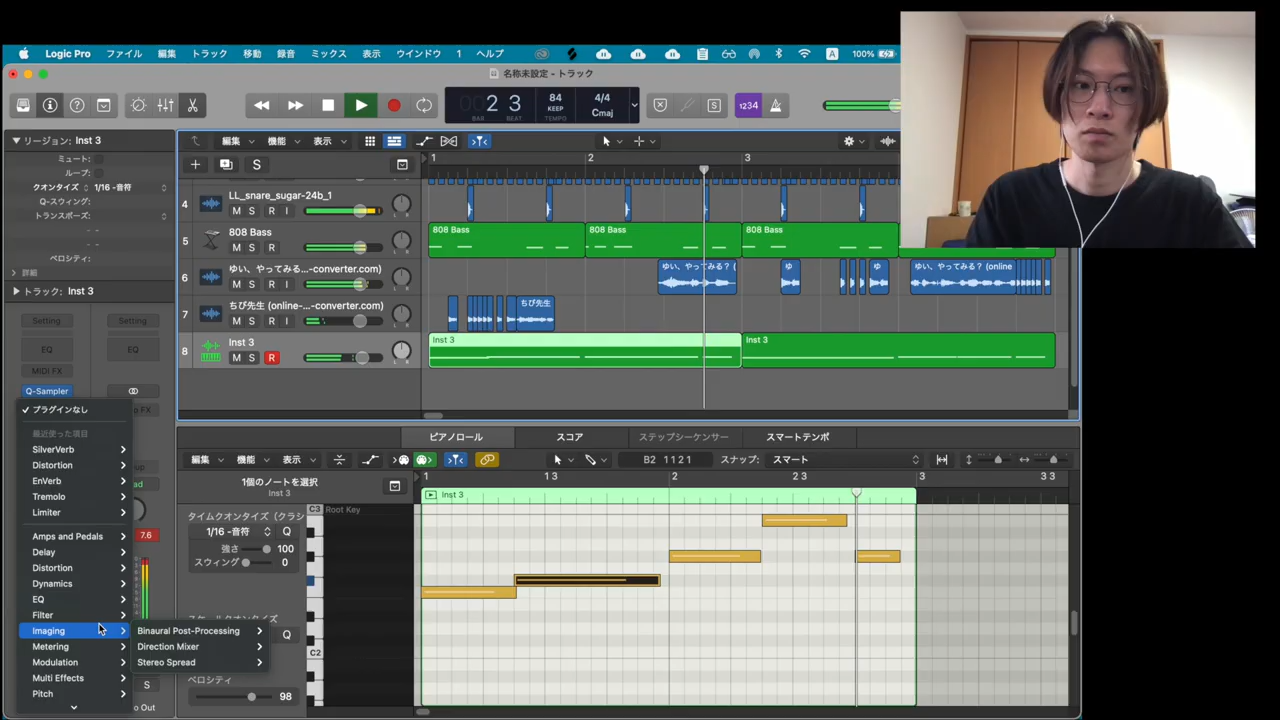 Logic Pro ファイル 編集 トラック 移動 録音 ミックス 表示 ウインドウ 1 ヘルプ A 100%
名称未設定 - トラック
2 3 84 4/4
BAR BEAT KEEP TEMPO Cmaj
1234
リージョン: Inst 3
ミュート:
ループ:
クオンタイズ 1/16 -音符
Q-スウィング:
トランスポーズ:
ベロシティ:
詳細
トラック: Inst 3
Setting Setting
EQ EQ
MIDI FX
Q-Sampler
編集 機能 表示
S
1 2 3
4 LL_snare_sugar-24b_1
M S R I
5 808 Bass
M S R
808 Bass 808 Bass 808 Bass
6 ゆい、やってみる...-converter.com)
M S R I
ゆい、やってみる? ( ゆ ゆ ゆい、やってみる? (online
7 ちび先生 (online-...-converter.com)
M S R I
ちび先生
8 Inst 3
M S R
Inst 3 Inst 3
プラグインなし
最近使った項目
SilverVerb
Distortion
EnVerb
Tremolo
Limiter
Amps and Pedals
Delay
Distortion
Dynamics
EQ
Filter
Imaging
Metering
Modulation
Multi Effects
Pitch
Binaural Post-Processing
Direction Mixer
Stereo Spread
7.6
M S
ピアノロール スコア ステップシーケンサー スマートテンポ
編集 機能 表示 B2 1 1 2 1 スナップ: スマート
1個のノートを選択
Inst 3
1 1 3 2 2 3 3 3 3
Inst 3
タイムクオンタイズ (クラシ
1/16 -音符 Q
強さ 100
スウィング 0
Q
ベロシティ
98
C3 Root Key
C2